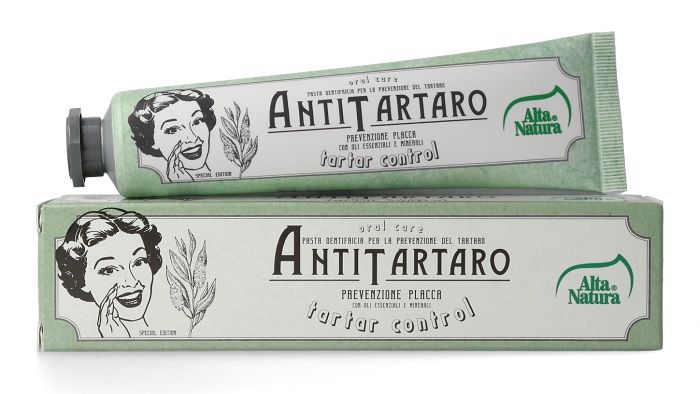 oral care
PASTA DENTIFRICIA PER LA PREVENZIONE DEL TARTARO
ANTITARTARO
PREVENZIONE PLACCA
CON OLI ESSENZIALI E MINERALI
tartar control
SPECIAL EDITION
Alta
Natura®
oral care
PASTA DENTIFRICIA PER LA PREVENZIONE DEL TARTARO
ANTITARTARO
PREVENZIONE PLACCA
CON OLI ESSENZIALI E MINERALI
tartar control
SPECIAL EDITION
Alta®
Natura